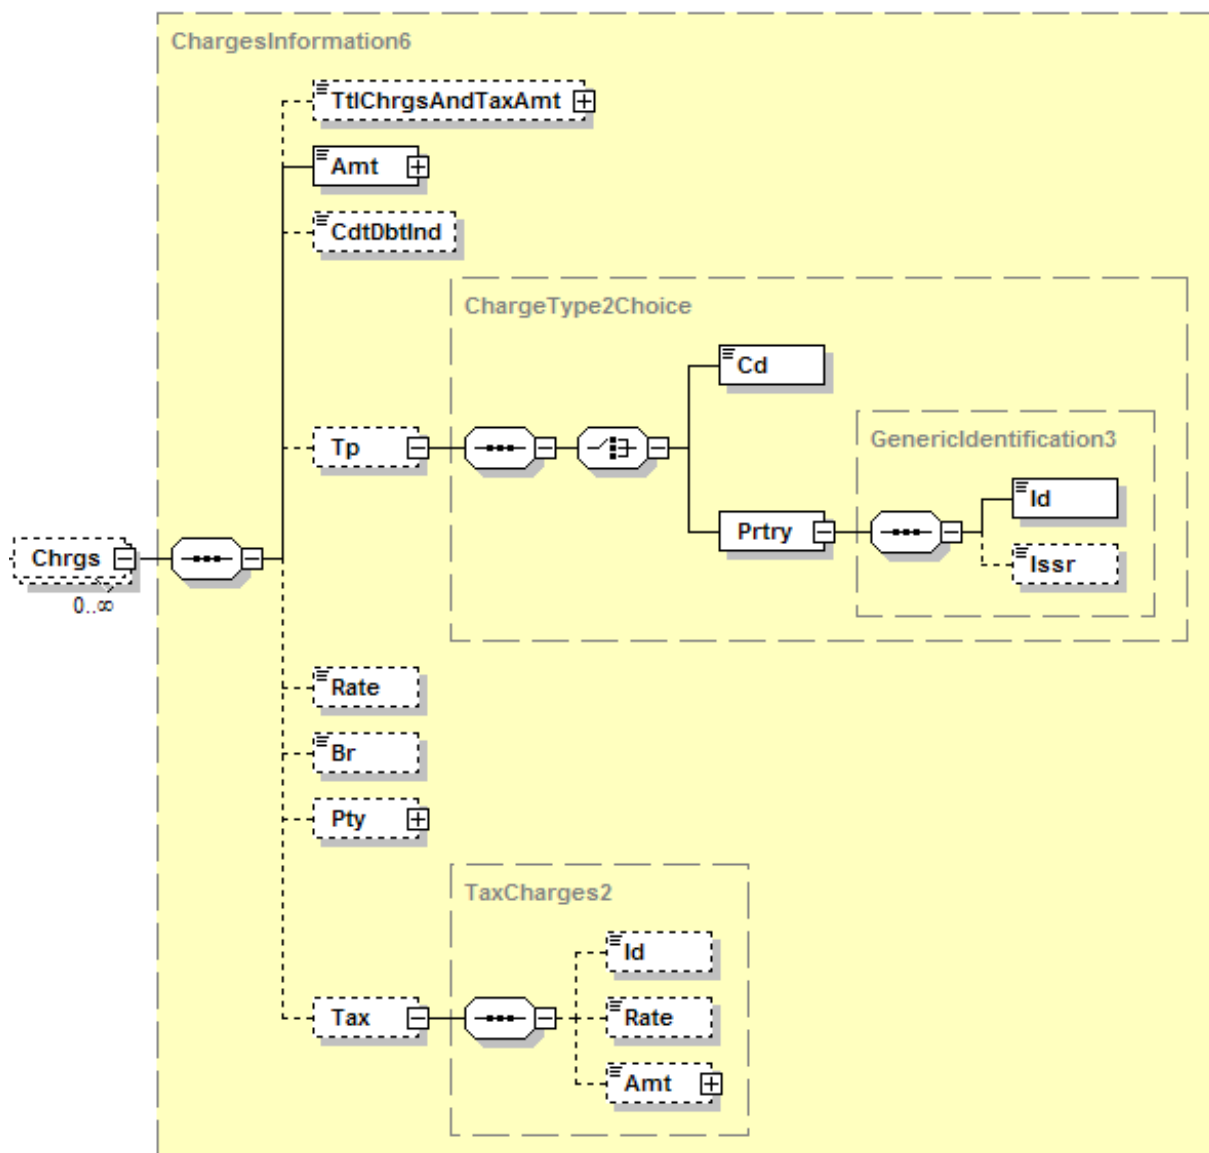 ChargesInformation6
TtlChrgsAndTaxAmt
Amt
CdtDbtInd
ChargeType2Choice
Cd
GenericIdentification3
Tp
Id
Prtry
Chrgs
Issr
0..∞
Rate
Br
Pty
TaxCharges2
Id
Tax
Rate
Amt